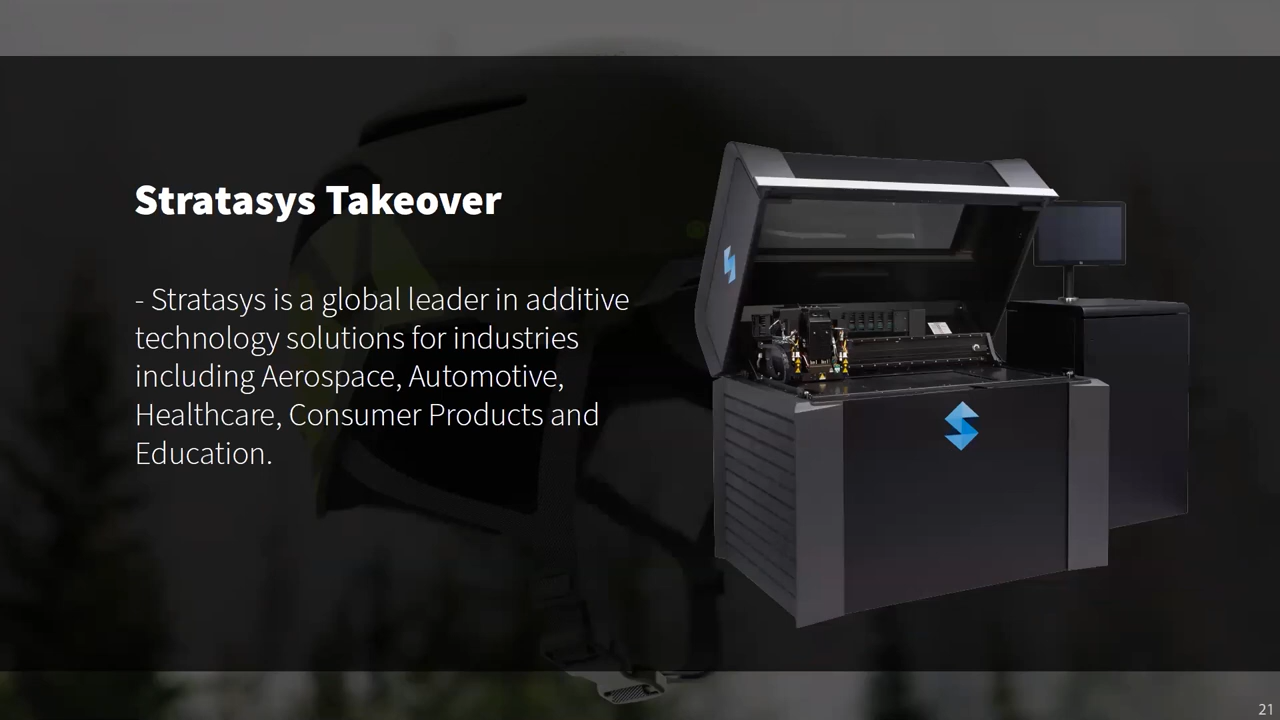 Stratasys Takeover
- Stratasys is a global leader in additive
technology solutions for industries
including Aerospace, Automotive,
Healthcare, Consumer Products and
Education.
21